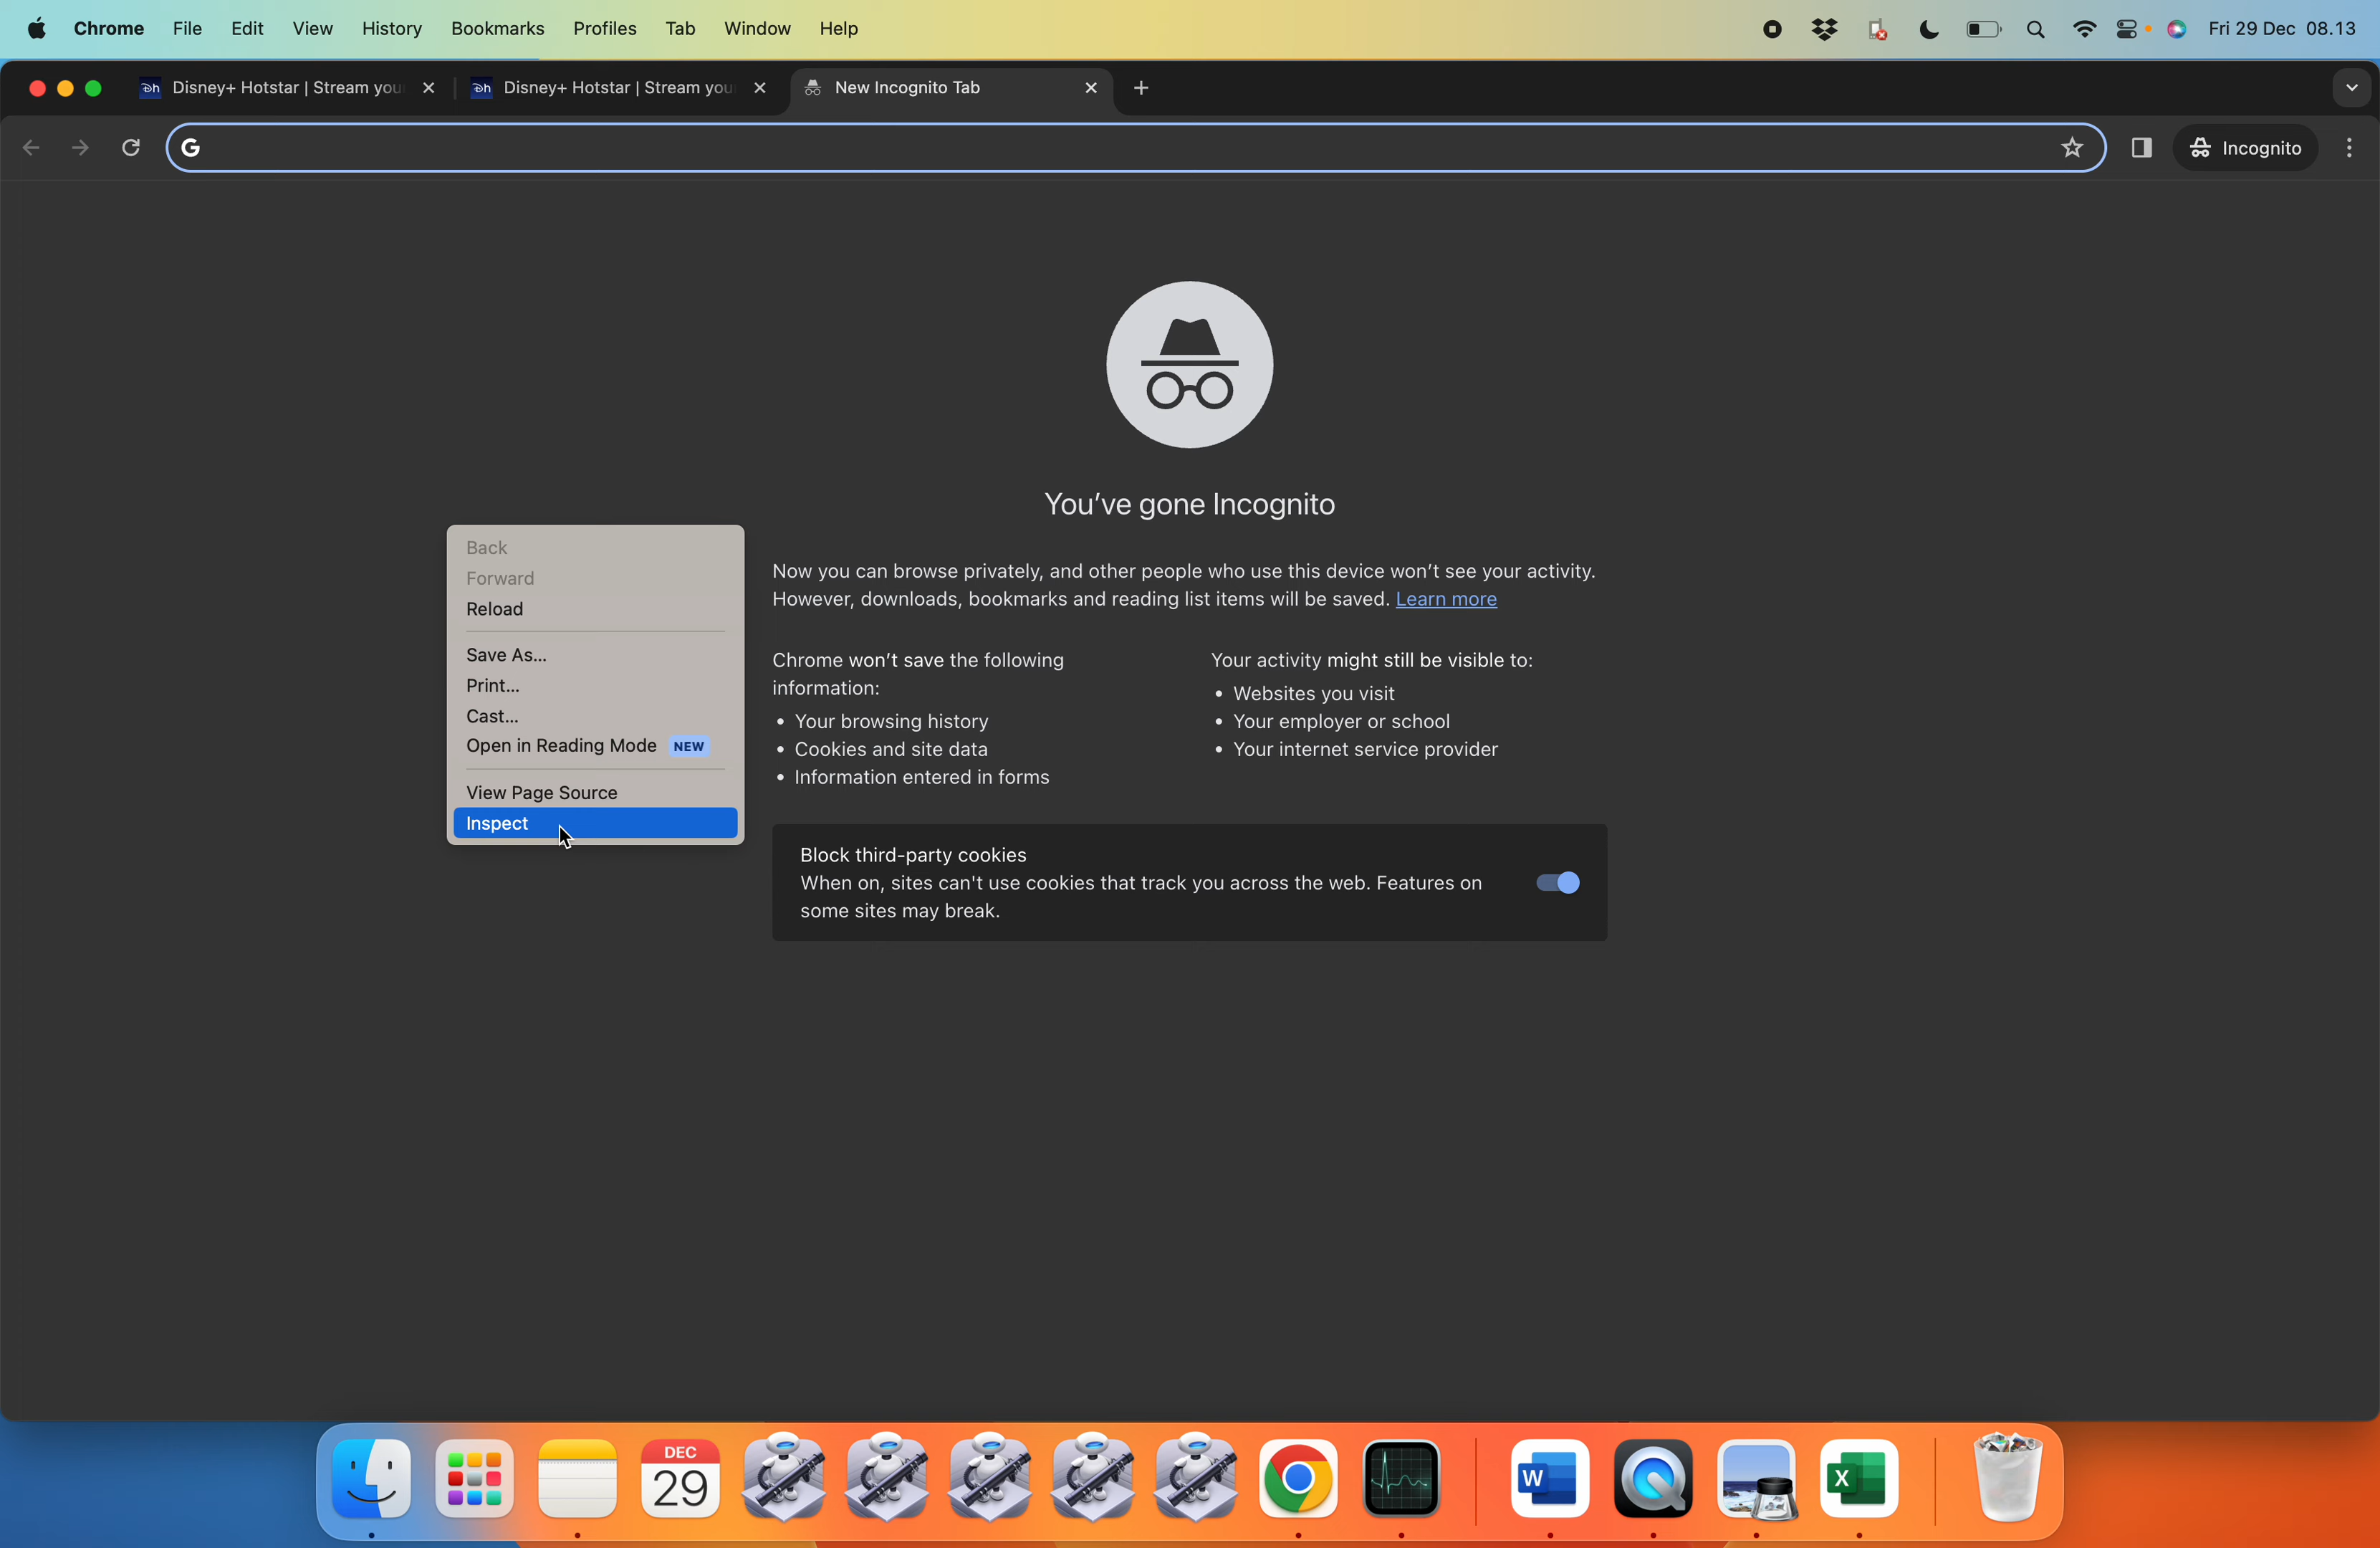 Chrome File Edit View History Bookmarks Profiles Tab Window Help Fri 29 Dec 08.13
Disney+ Hotstar | Stream you Disney+ Hotstar | Stream you New Incognito Tab
Incognito
You've gone Incognito
Now you can browse privately, and other people who use this device won't see your activity.
However, downloads, bookmarks and reading list items will be saved. Learn more
Chrome won't save the following
information:
• Your browsing history
• Cookies and site data
• Information entered in forms
Your activity might still be visible to:
• Websites you visit
• Your employer or school
• Your internet service provider
Block third-party cookies
When on, sites can't use cookies that track you across the web. Features on
some sites may break.
Back
Forward
Reload
Save As...
Print...
Cast...
Open in Reading Mode NEW
View Page Source
Inspect
DEC
29
W
X